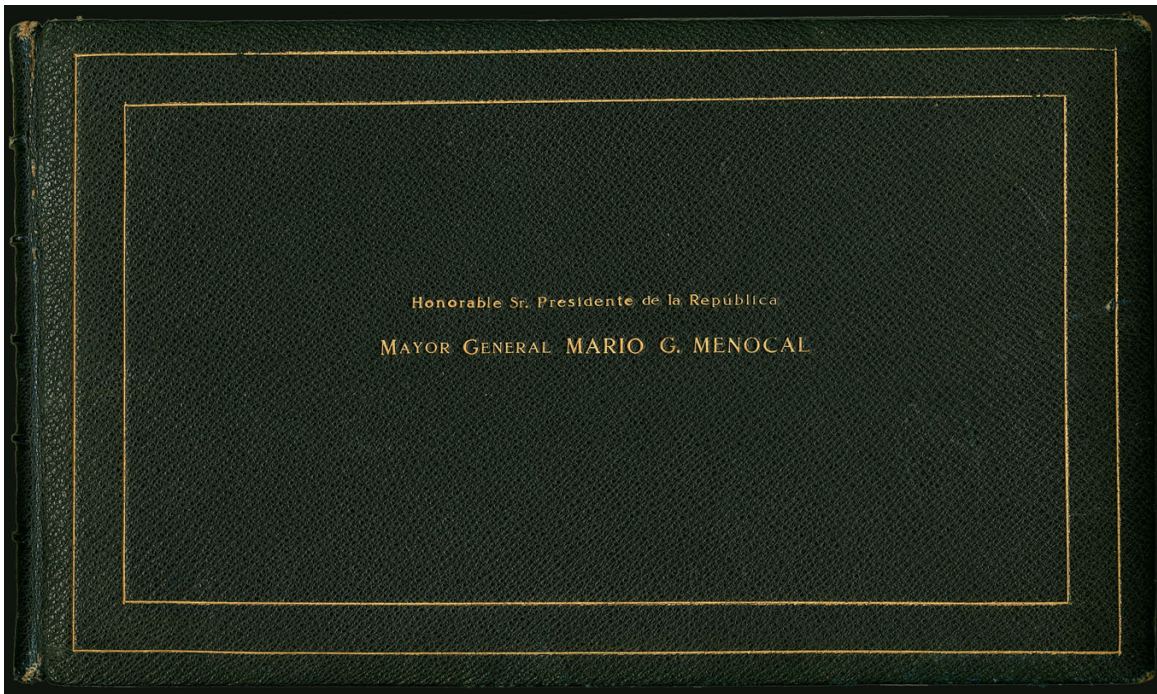 Honorable Sr. Presidente de la República
MAYOR GENERAL MARIO G. MENOCAL